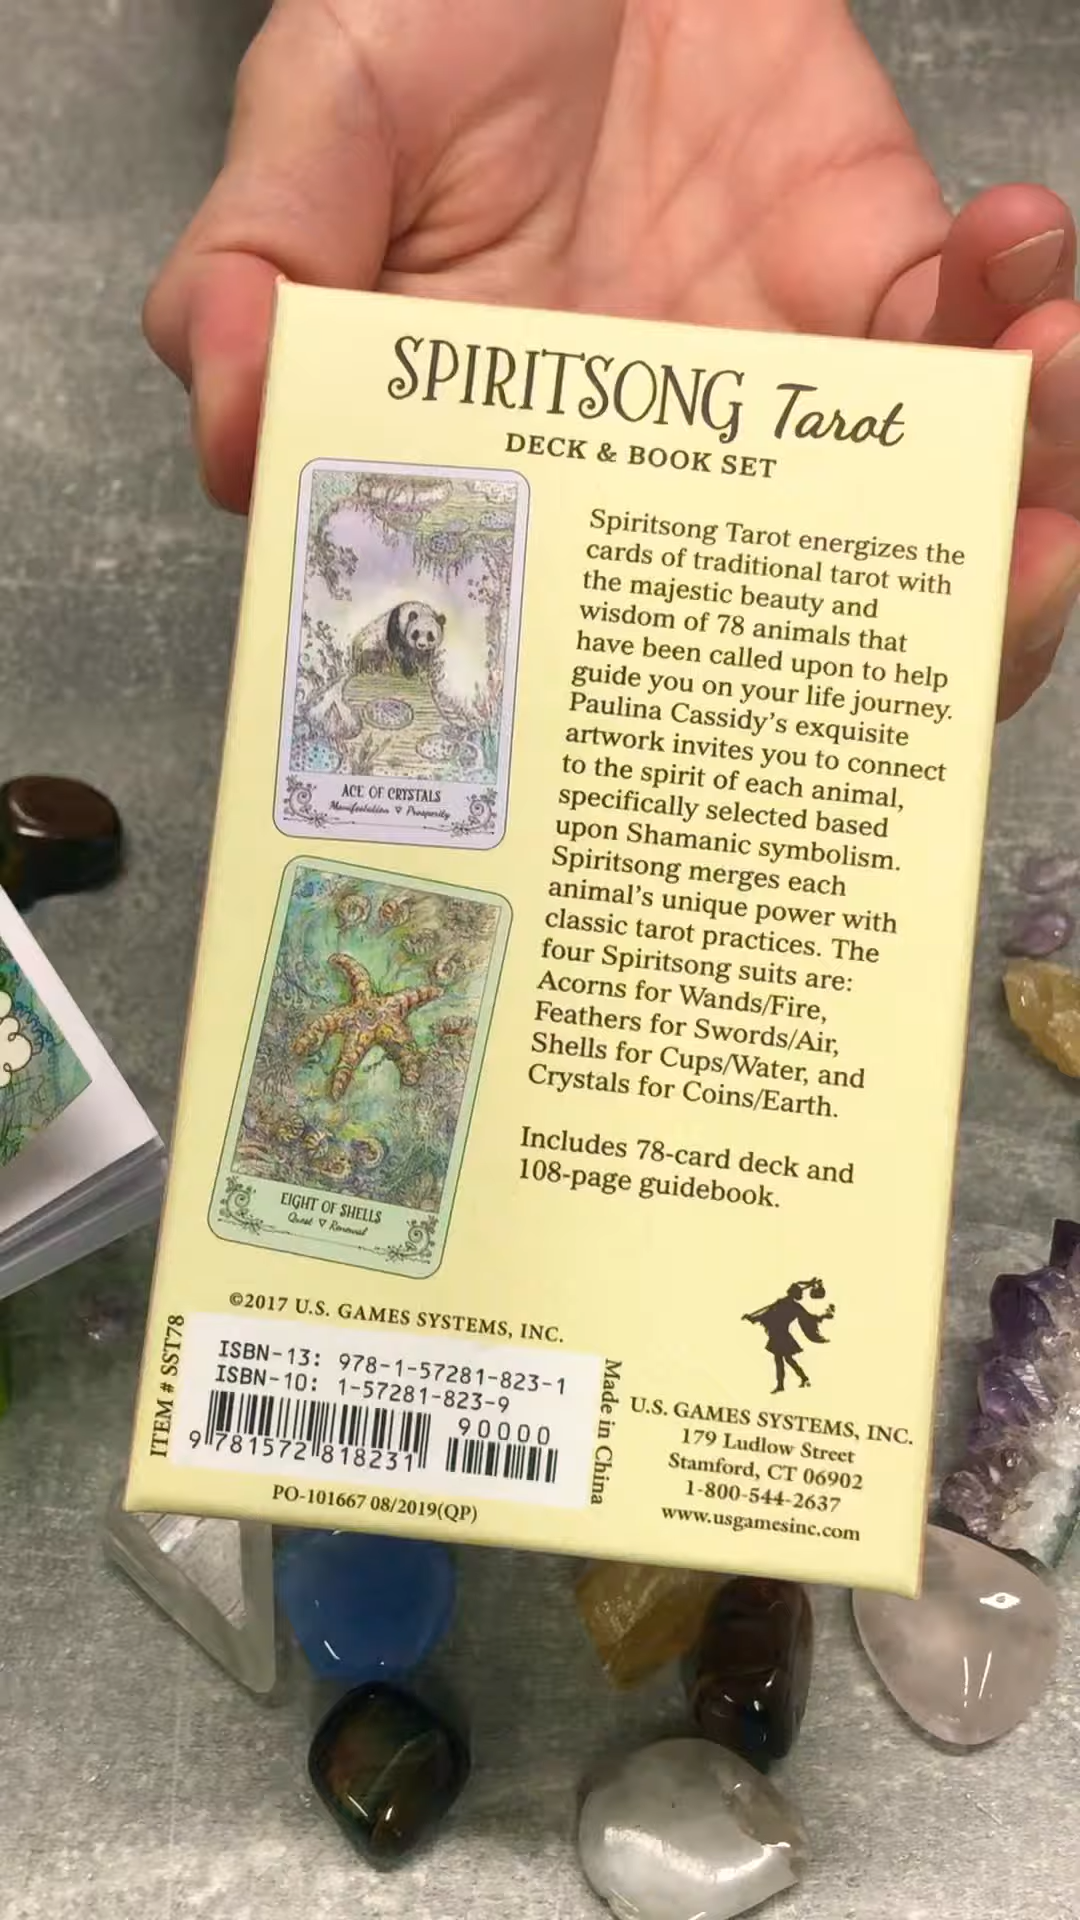 SPIRITSONG Tarot
DECK & BOOK SET
ACE OF CRYSTALS
Manifestation ▽ Prosperity
EIGHT OF SHELLS
Quest ▽ Renewal
Spiritsong Tarot energizes the
cards of traditional tarot with
the majestic beauty and
wisdom of 78 animals that
have been called upon to help
guide you on your life journey.
Paulina Cassidy's exquisite
artwork invites you to connect
to the spirit of each animal,
specifically selected based
upon Shamanic symbolism.
Spiritsong merges each
animal's unique power with
classic tarot practices. The
four Spiritsong suits are:
Acorns for Wands/Fire,
Feathers for Swords/Air,
Shells for Cups/Water, and
Crystals for Coins/Earth.
Includes 78-card deck and
108-page guidebook.
©2017 U.S. GAMES SYSTEMS, INC.
ITEM # SST78
ISBN-13: 978-1-57281-823-1
ISBN-10: 1-57281-823-9
90000
9 781572 818231
Made in China
PO-101667 08/2019(QP)
U.S. GAMES SYSTEMS, INC.
179 Ludlow Street
Stamford, CT 06902
1-800-544-2637
www.usgamesinc.com